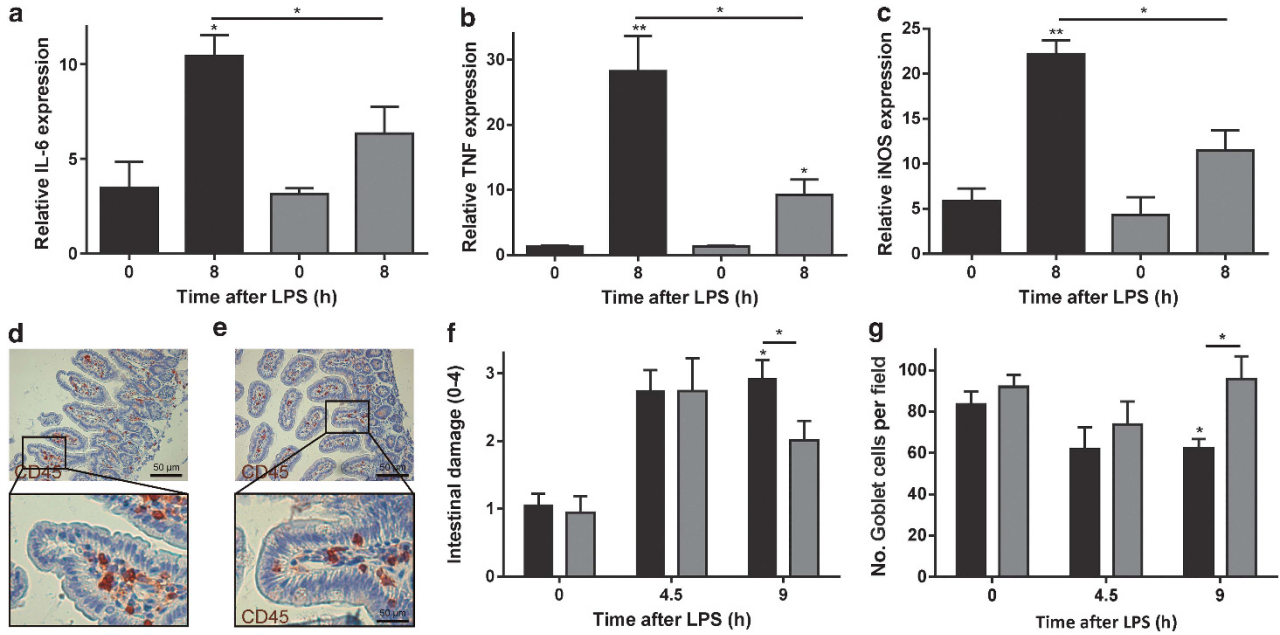 a
Relative IL-6 expression
10
5
0
*
*
0 8 0 8
Time after LPS (h)
b
Relative TNF expression
30
20
10
0
**
*
*
0 8 0 8
Time after LPS (h)
c
Relative iNOS expression
25
20
15
10
5
0
**
*
0 8 0 8
Time after LPS (h)
d
CD45
50 µm
e
CD45
50 µm
CD45
50 µm
f
Intestinal damage (0-4)
3
2
1
0
*
*
0 4.5 9
Time after LPS (h)
g
No. Goblet cells per field
100
80
60
40
20
0
*
*
0 4.5 9
Time after LPS (h)